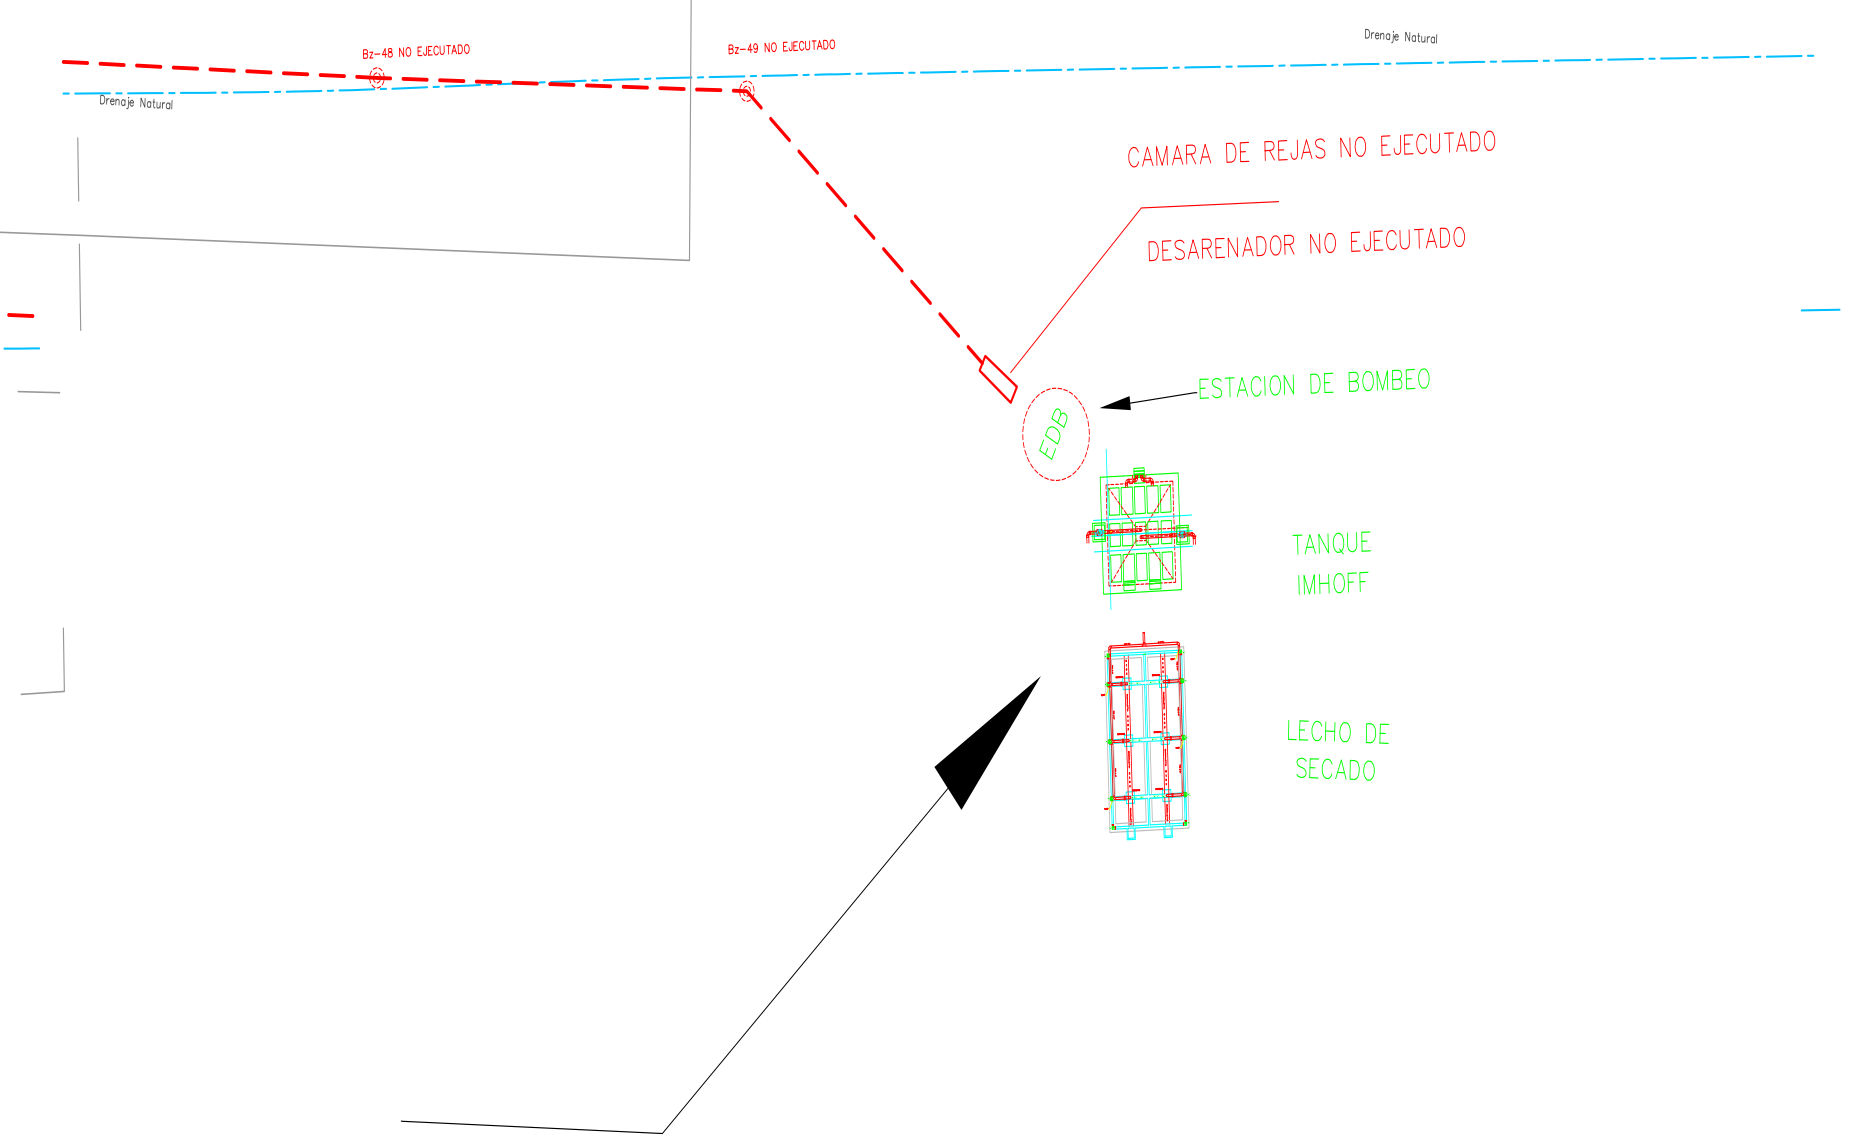 Drenaje Natural
Bz-48 NO EJECUTADO
Bz-49 NO EJECUTADO
Drenaje Natural
CAMARA DE REJAS NO EJECUTADO
DESARENADOR NO EJECUTADO
ESTACION DE BOMBEO
EDB
TANQUE
IMHOFF
LECHO DE
SECADO